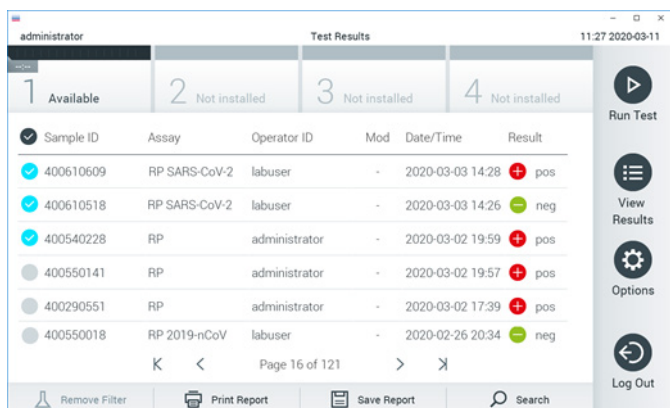 administrator Test Results 11:27 2020-03-11
--:--
1 Available 2 Not installed 3 Not installed 4 Not installed
Run Test
Sample ID Assay Operator ID Mod Date/Time Result
400610609 RP SARS-CoV-2 labuser - 2020-03-03 14:28 pos
400610518 RP SARS-CoV-2 labuser - 2020-03-03 14:26 neg
View
Results
400540228 RP administrator - 2020-03-02 19:59 pos
400550141 RP administrator - 2020-03-02 19:57 pos
Options
400290551 RP administrator - 2020-03-02 17:39 pos
400550018 RP 2019-nCoV labuser - 2020-02-26 20:34 neg
Page 16 of 121
Log Out
Remove Filter Print Report Save Report Search